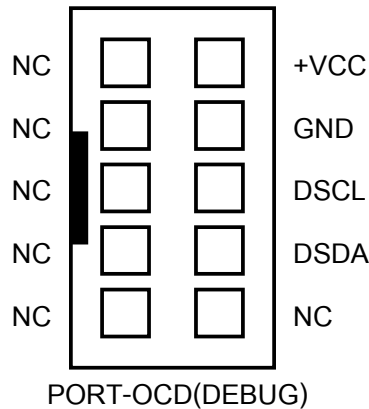 NC +VCC
NC GND
NC DSCL
NC DSDA
NC NC
PORT-OCD(DEBUG)